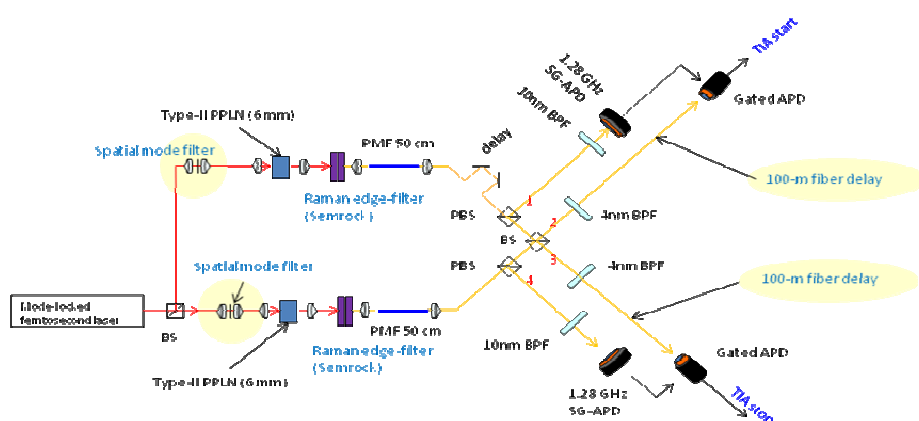 TIA start
1.28 GHz
SG-APD
10nm BPF
Gated APD
Type-II PPLN (6mm)
Spatial mode filter
PMF 50 cm
delay
100-m fiber delay
Raman edge-filter
(Semrock)
PBS
1
2
4nm BPF
BS
3
Spatial mode filter
PBS
4
4nm BPF
100-m fiber delay
Mode-locked
femtosecond laser
BS
PMF 50 cm
10nm BPF
Raman edge-filter
(Semrock)
Gated APD
Type-II PPLN (6mm)
1.28 GHz
SG-APD
TIA stop